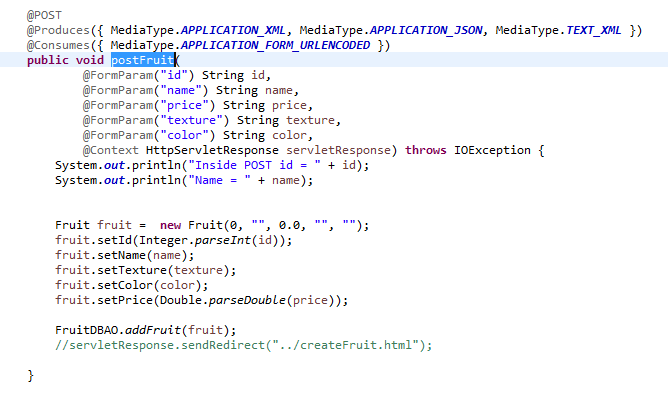 @POST
@Produces({ MediaType.APPLICATION_XML, MediaType.APPLICATION_JSON, MediaType.TEXT_XML })
@Consumes({ MediaType.APPLICATION_FORM_URLENCODED })
public void postFruit(
@FormParam("id") String id,
@FormParam("name") String name,
@FormParam("price") String price,
@FormParam("texture") String texture,
@FormParam("color") String color,
@Context HttpServletResponse servletResponse) throws IOException {
System.out.println("Inside POST id = " + id);
System.out.println("Name = " + name);
Fruit fruit =  new Fruit(0, "", 0.0, "", "");
fruit.setId(Integer.parseInt(id));
fruit.setName(name);
fruit.setTexture(texture);
fruit.setColor(color);
fruit.setPrice(Double.parseDouble(price));
FruitDBAO.addFruit(fruit);
//servletResponse.sendRedirect("../createFruit.html");
}